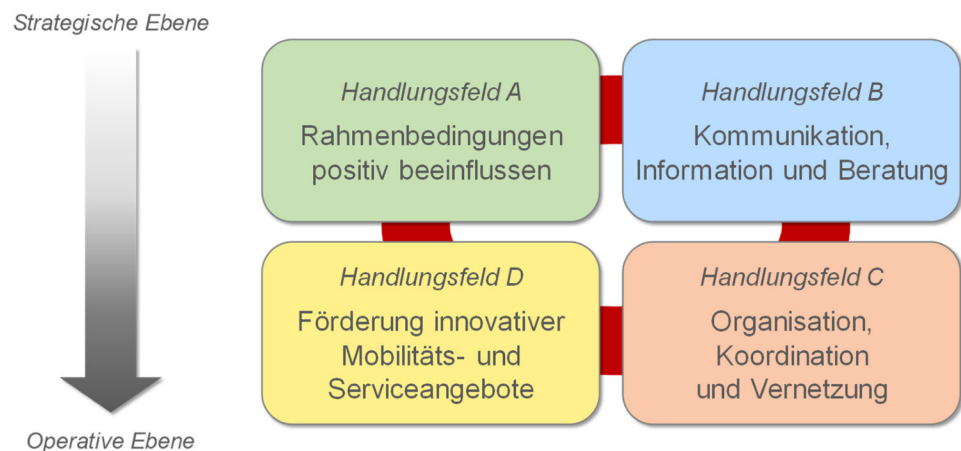 Strategische Ebene
Handlungsfeld A
Rahmenbedingungen
positiv beeinflussen
Handlungsfeld B
Kommunikation,
Information und Beratung
Handlungsfeld D
Förderung innovativer
Mobilitäts- und
Serviceangebote
Handlungsfeld C
Organisation,
Koordination
und Vernetzung
Operative Ebene